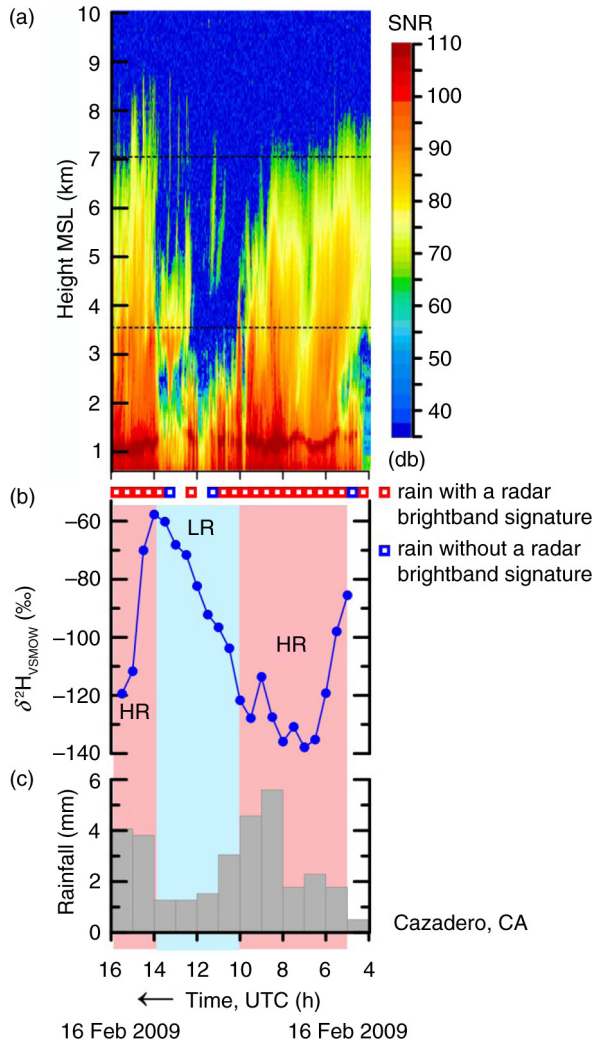 (a)
SNR
10
9
8
7
6
5
4
3
2
1
Height MSL (km)
110
100
90
80
70
60
50
40
(db)
(b)
rain with a radar
brightband signature
rain without a radar
brightband signature
−60
−80
−100
−120
−140
δ²H_VSMOW (‰)
LR
HR
HR
(c)
6
4
2
0
Rainfall (mm)
Cazadero, CA
16 14 12 10 8 6 4
← Time, UTC (h)
16 Feb 2009 16 Feb 2009